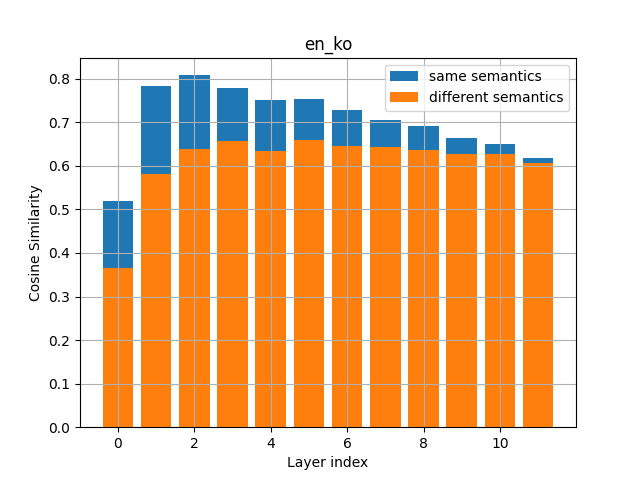 en_ko
same semantics
different semantics
Cosine Similarity
0.8
0.7
0.6
0.5
0.4
0.3
0.2
0.1
0.0
0 2 4 6 8 10
Layer index